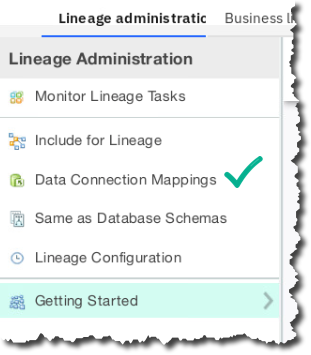 Lineage administratic Business li
Lineage Administration
Monitor Lineage Tasks
Include for Lineage
Data Connection Mappings
Same as Database Schemas
Lineage Configuration
Getting Started